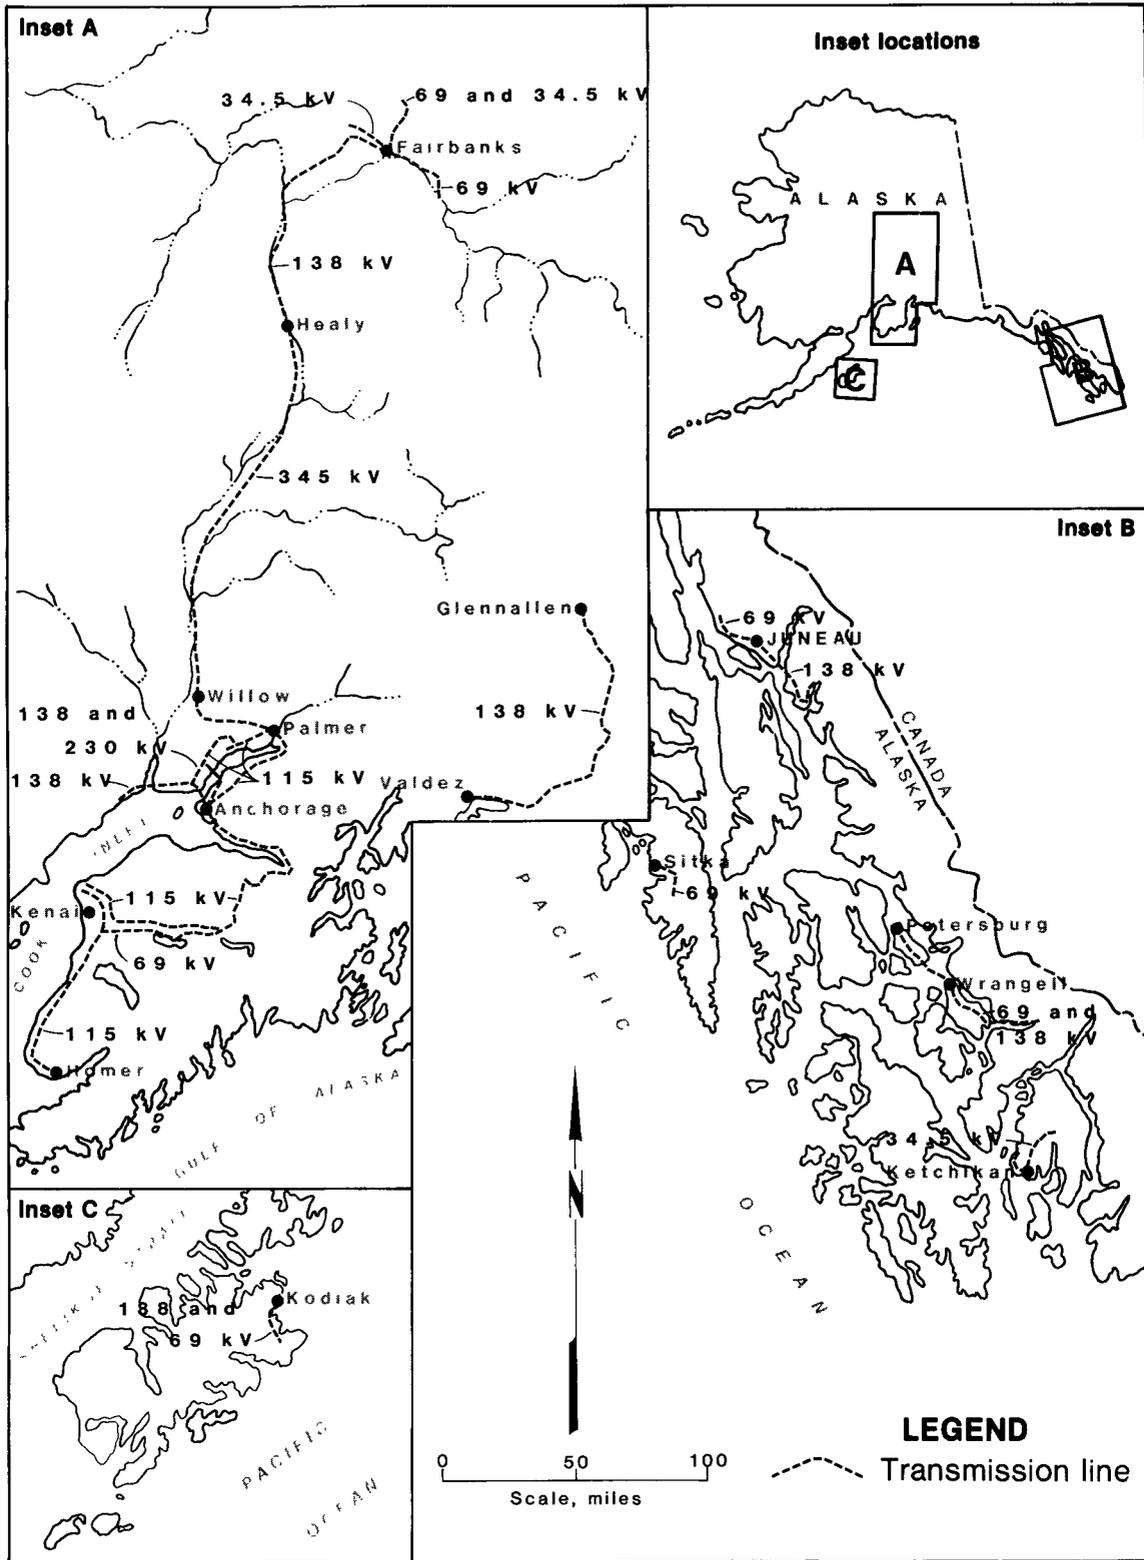 Inset A
34.5 kV
69 and 34.5 kV
Fairbanks
69 kV
138 kV
Healy
345 kV
Glennallen
Willow
138 and
230 kV
Palmer
138 kV
138 kV
115 kV
Valdez
Anchorage
INLET
COOK
Kenai
115 kV
69 kV
115 kV
Homer
GULF OF ALASKA
Inset locations
ALASKA
A
C
Inset B
69 kV
JUNEAU
138 kV
CANADA
ALASKA
Sitka
69 kV
PACIFIC
OCEAN
Petersburg
Wrangell
69 and
138 kV
34.5 kV
Ketchikan
Inset C
STRAIT
Kodiak
138 and
69 kV
PACIFIC
OCEAN
N
0 50 100
Scale, miles
LEGEND
Transmission line